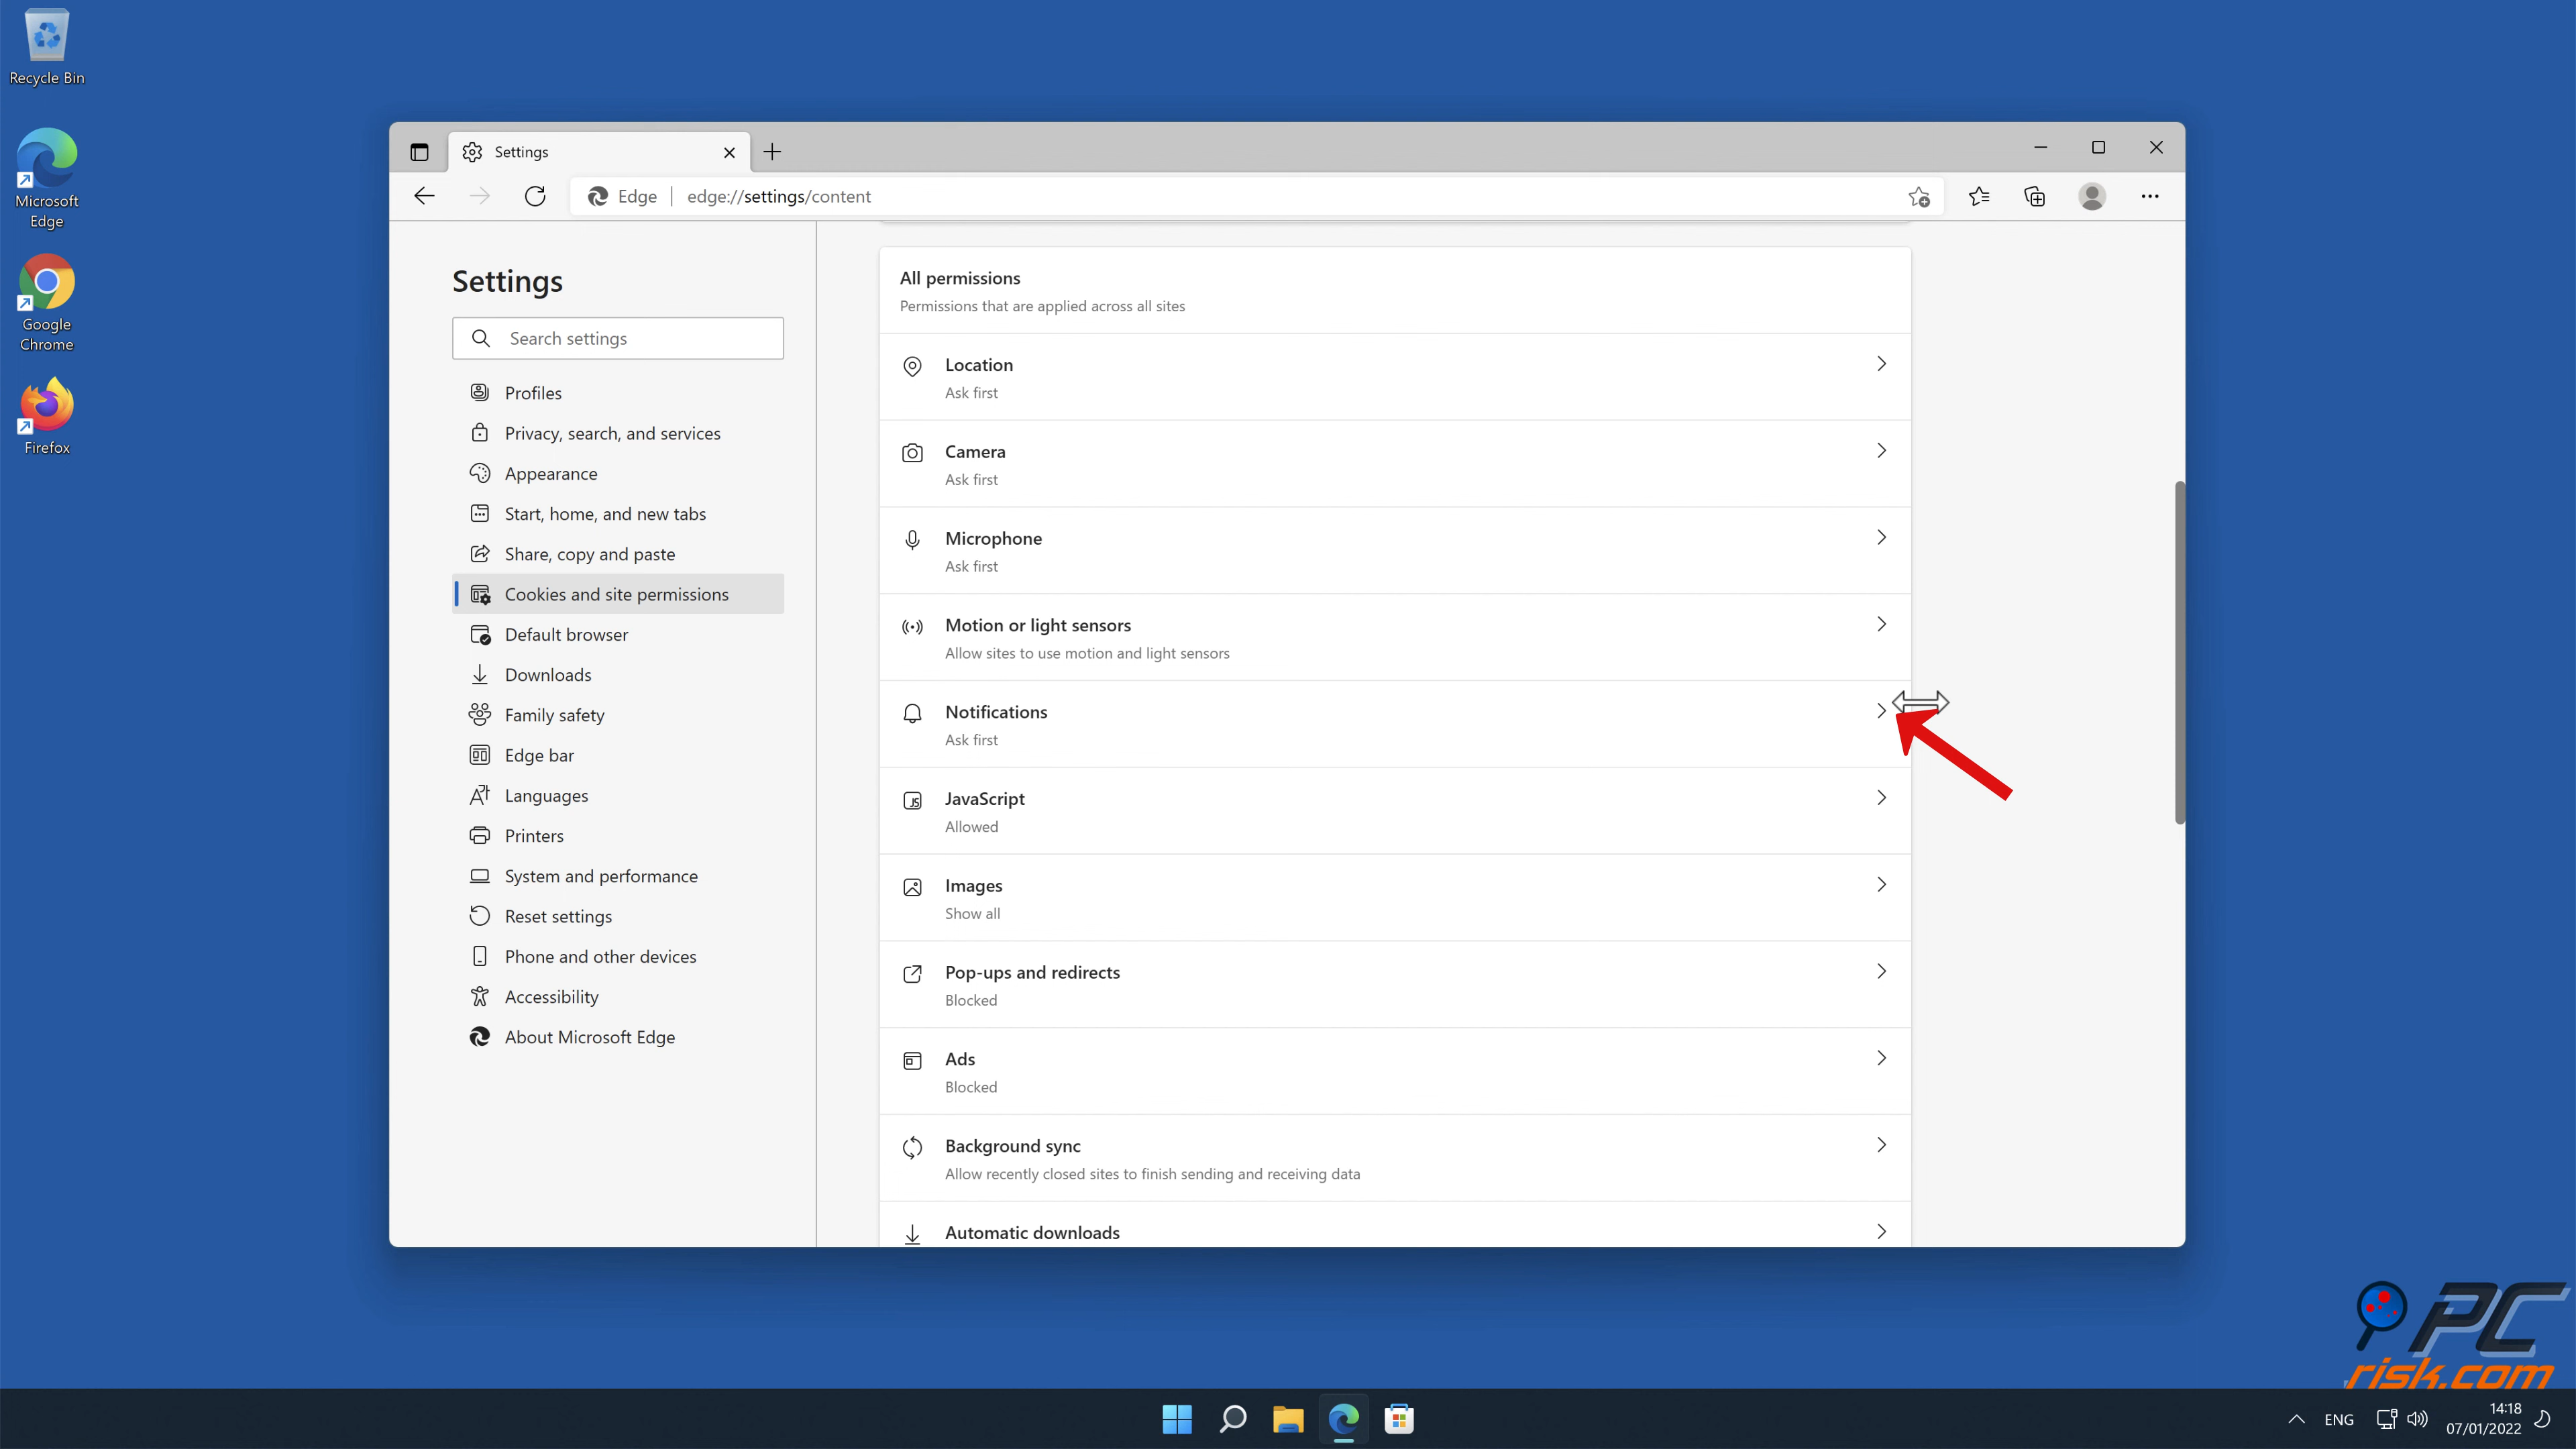 Recycle Bin
Microsoft
Edge
Google
Chrome
Firefox
Settings
Edge
edge://settings/content
Settings
Search settings
Profiles
Privacy, search, and services
Appearance
Start, home, and new tabs
Share, copy and paste
Cookies and site permissions
Default browser
Downloads
Family safety
Edge bar
Languages
Printers
System and performance
Reset settings
Phone and other devices
Accessibility
About Microsoft Edge
All permissions
Permissions that are applied across all sites
Location
Ask first
Camera
Ask first
Microphone
Ask first
Motion or light sensors
Allow sites to use motion and light sensors
Notifications
Ask first
JS
JavaScript
Allowed
Images
Show all
Pop-ups and redirects
Blocked
Ads
Blocked
Background sync
Allow recently closed sites to finish sending and receiving data
Automatic downloads
PC
risk.com
ENG
14:18
07/01/2022